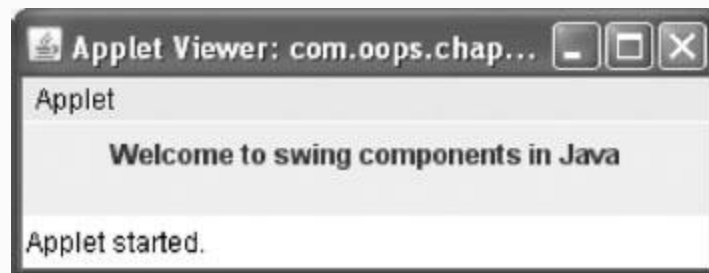 Applet Viewer: com.oops.chap...
Applet
Welcome to swing components in Java
Applet started.